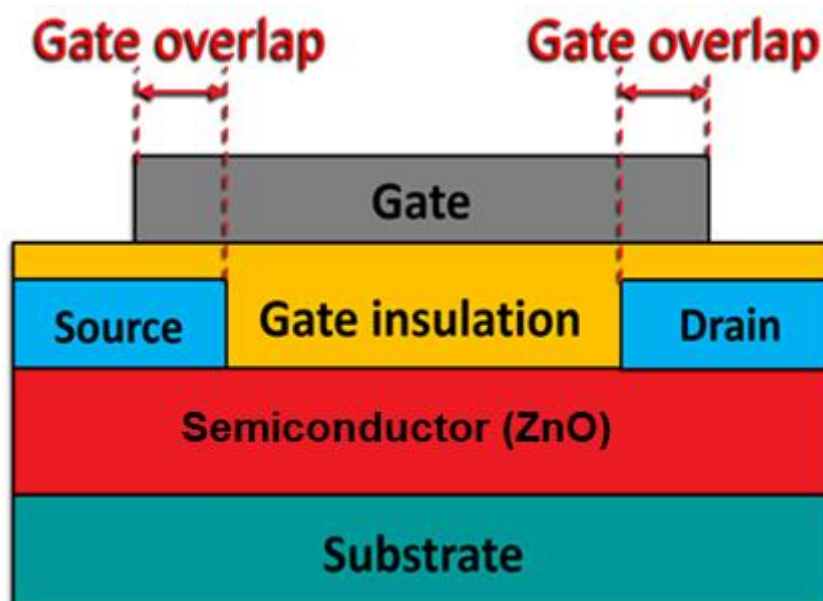 Gate overlap
Gate overlap
Gate
Source
Gate insulation
Drain
Semiconductor (ZnO)
Substrate